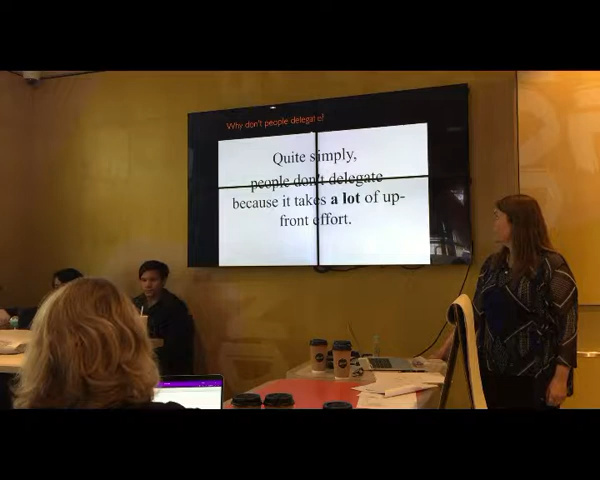 Why don't people delegate?
Quite simply,
people don't delegate
because it takes a lot of up-
front effort.